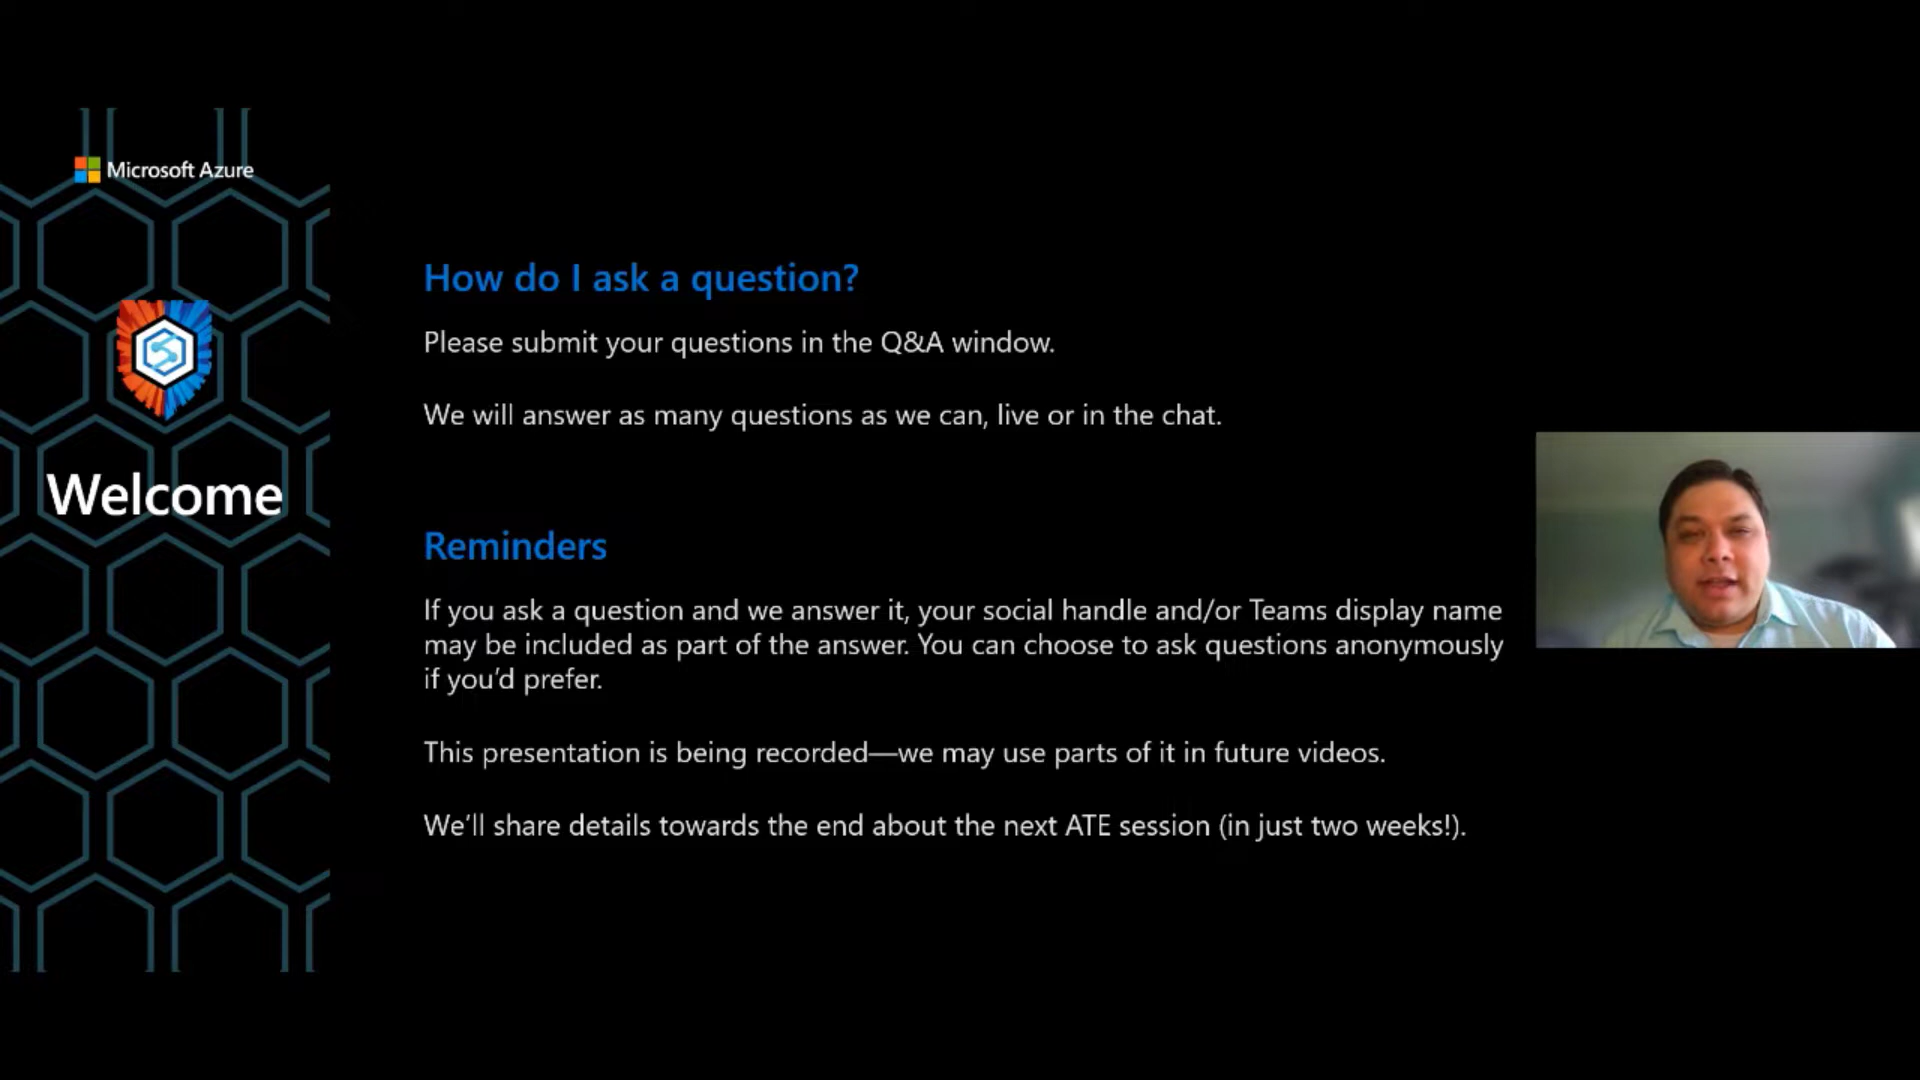 Microsoft Azure
Welcome
How do I ask a question?
Please submit your questions in the Q&A window.
We will answer as many questions as we can, live or in the chat.
Reminders
If you ask a question and we answer it, your social handle and/or Teams display name
may be included as part of the answer. You can choose to ask questions anonymously
if you’d prefer.
This presentation is being recorded—we may use parts of it in future videos.
We’ll share details towards the end about the next ATE session (in just two weeks!).